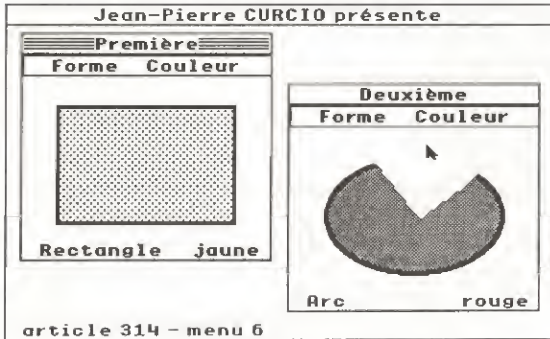 Jean-Pierre CURCIO présente
Première
Forme Couleur
Rectangle jaune
Deuxième
Forme Couleur
Arc rouge
article 314 - menu 6